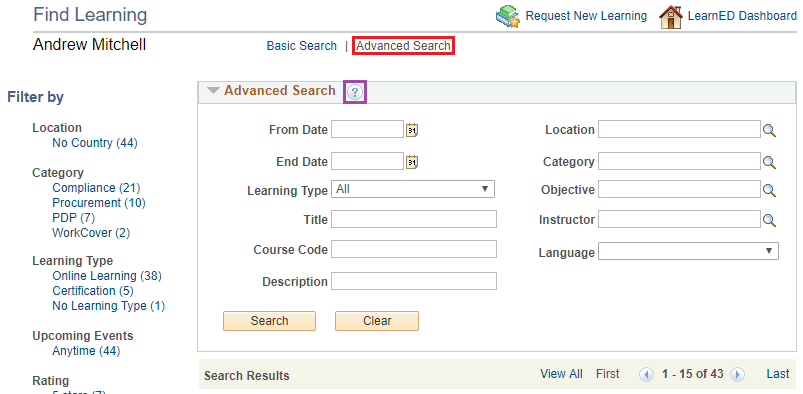 Find Learning
Request New Learning
LearnED Dashboard
Andrew Mitchell
Basic Search | Advanced Search
Filter by
Location
No Country (44)
Category
Compliance (21)
Procurement (10)
PDP (7)
WorkCover (2)
Learning Type
Online Learning (38)
Certification (5)
No Learning Type (1)
Upcoming Events
Anytime (44)
Rating
Advanced Search ?
From Date 31
End Date 31
Learning Type All
Title
Course Code
Description
Location
Category
Objective
Instructor
Language
Search Clear
Search Results View All First 1 - 15 of 43 Last